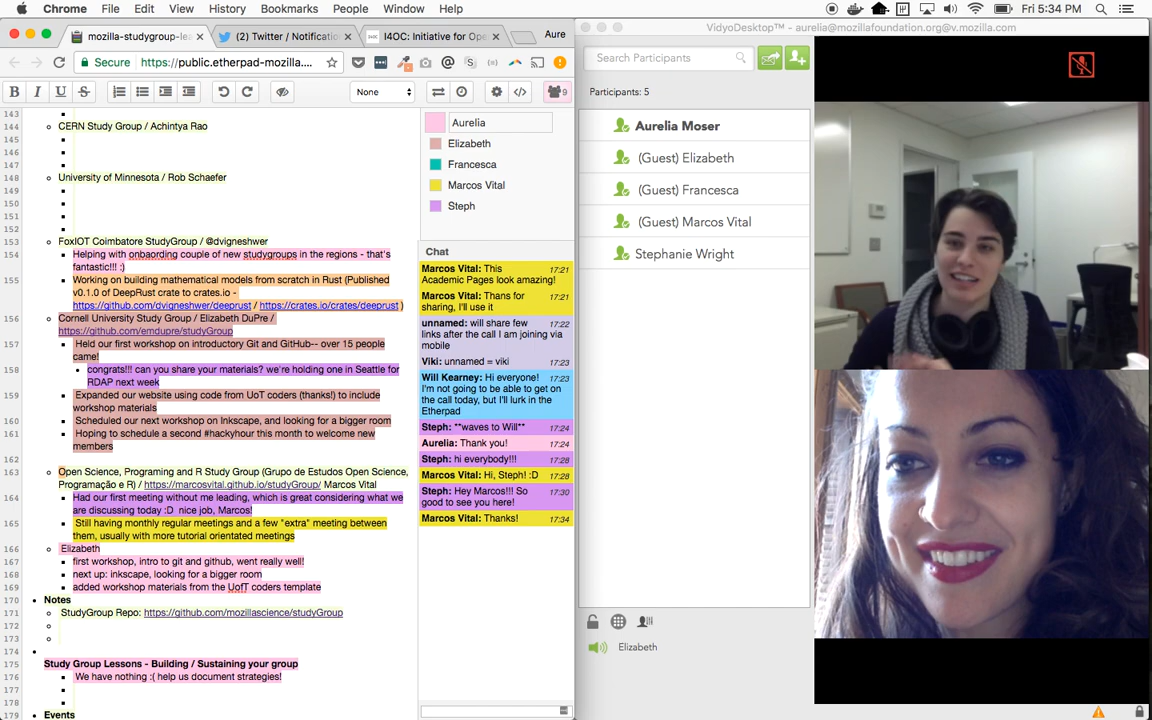 Chrome File Edit View History Bookmarks People Window Help Fri 5:34 PM
mozilla-studygroup-lea
(2) Twitter / Notificatio
I4OC: Initiative for Ope
Aure
VidyoDesktop™ - aurelia@mozillafoundation.org@v.mozilla.com
Secure https://public.etherpad-mozilla....
B I U S None 9
143
144 CERN Study Group / Achintya Rao
145
146
147
148 University of Minnesota / Rob Schaefer
149
150
151
152
153 FoxIOT Coimbatore StudyGroup / @dvigneshwer
154 Helping with onbaording couple of new studygroups in the regions - that's
fantastic!!! :)
155 Working on building mathematical models from scratch in Rust (Published
v0.1.0 of DeepRust crate to crates.io -
https://github.com/dvigneshwer/deeprust / https://crates.io/crates/deeprust )
156 Cornell University Study Group / Elizabeth DuPre /
https://github.com/emdupre/studyGroup
157 Held our first workshop on introductory Git and GitHub-- over 15 people
came!
158 congrats!!! can you share your materials? we're holding one in Seattle for
RDAP next week
159 Expanded our website using code from UoT coders (thanks!) to include
workshop materials
160 Scheduled our next workshop on Inkscape, and looking for a bigger room
161 Hoping to schedule a second #hackyhour this month to welcome new
members
162
163 Open Science, Programing and R Study Group (Grupo de Estudos Open Science,
Programação e R) / https://marcosvital.github.io/studyGroup/ Marcos Vital
164 Had our first meeting without me leading, which is great considering what we
are discussing today :D nice job, Marcos!
165 Still having monthly regular meetings and a few "extra" meeting between
them, usually with more tutorial orientated meetings
166 Elizabeth
167 first workshop, intro to git and github, went really well!
168 next up: inkscape, looking for a bigger room
169 added workshop materials from the UofT coders template
170 Notes
171 StudyGroup Repo: https://github.com/mozillascience/studyGroup
172
173
174
175 Study Group Lessons - Building / Sustaining your group
176 We have nothing :( help us document strategies!
177
178
179 Events
Aurelia
Elizabeth
Francesca
Marcos Vital
Steph
Chat
Marcos Vital: This 17:21
Academic Pages look amazing!
Marcos Vital: Thans for 17:21
sharing, I'll use it
unnamed: will share few 17:22
links after the call I am joining via
mobile
Viki: unnamed = viki 17:23
Will Kearney: Hi everyone! 17:23
I'm not going to be able to get on
the call today, but I'll lurk in the
Etherpad
Steph: **waves to Will** 17:24
Aurelia: Thank you! 17:24
Steph: hi everybody!!! 17:28
Marcos Vital: Hi, Steph! :D 17:28
Steph: Hey Marcos!!! So 17:30
good to see you here!
Marcos Vital: Thanks! 17:34
Search Participants
Participants: 5
Aurelia Moser
(Guest) Elizabeth
(Guest) Francesca
(Guest) Marcos Vital
Stephanie Wright
Elizabeth